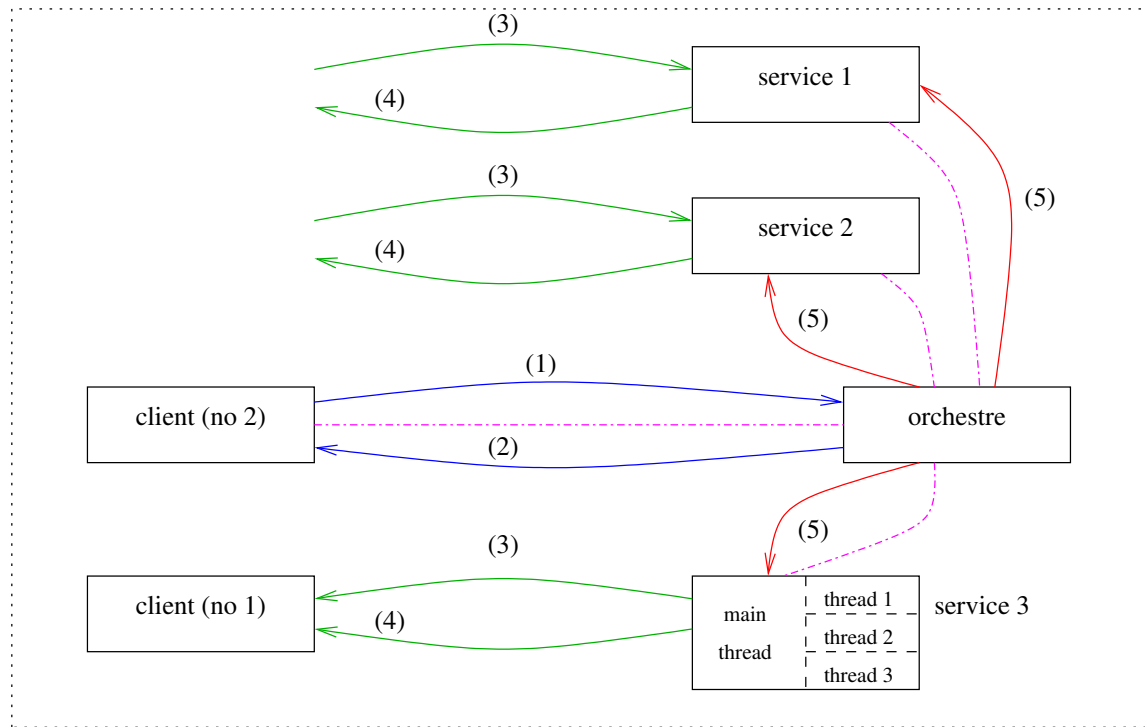 (3)
service 1
(4)
(5)
(3)
service 2
(4)
(5)
(1)
client (no 2)
orchestre
(2)
(5)
(3)
client (no 1)
(4)
main
thread
thread 1
thread 2
thread 3
service 3